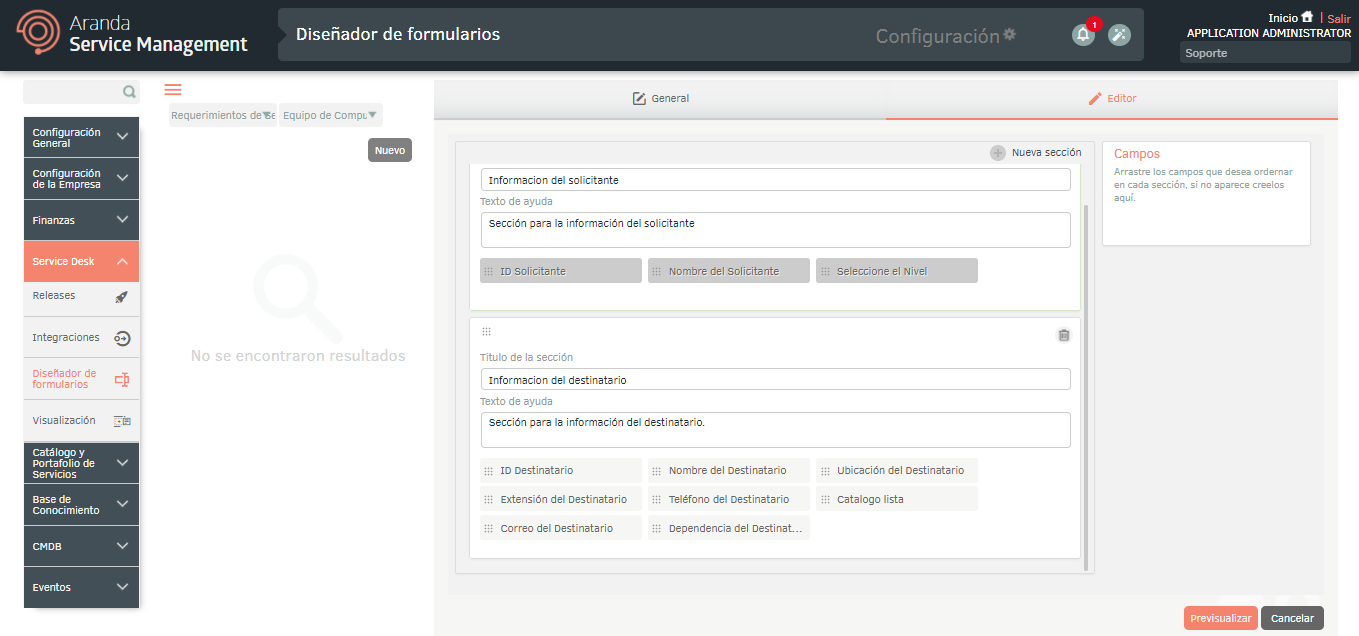 Aranda
Service Management
Diseñador de formularios
Configuración
1
Inicio | Salir
APPLICATION ADMINISTRATOR
Soporte
Configuración
General
Configuración
de la Empresa
Finanzas
Service Desk
Releases
Integraciones
Diseñador de
formularios
Visualización
Catálogo y
Portafolio de
Servicios
Base de
Conocimiento
CMDB
Eventos
Requerimientos de Se
Equipo de Compu
Nuevo
No se encontraron resultados
General
Editor
Nueva sección
Informacion del solicitante
Texto de ayuda
Sección para la información del solicitante
ID Solicitante
Nombre del Solicitante
Seleccione el Nivel
Titulo de la sección
Informacion del destinatario
Texto de ayuda
Sección para la información del destinatario.
ID Destinatario
Nombre del Destinatario
Ubicación del Destinatario
Extensión del Destinatario
Teléfono del Destinatario
Catalogo lista
Correo del Destinatario
Dependencia del Destinat...
Campos
Arrastre los campos que desea ordernar
en cada sección, si no aparece creelos
aquí.
Previsualizar
Cancelar